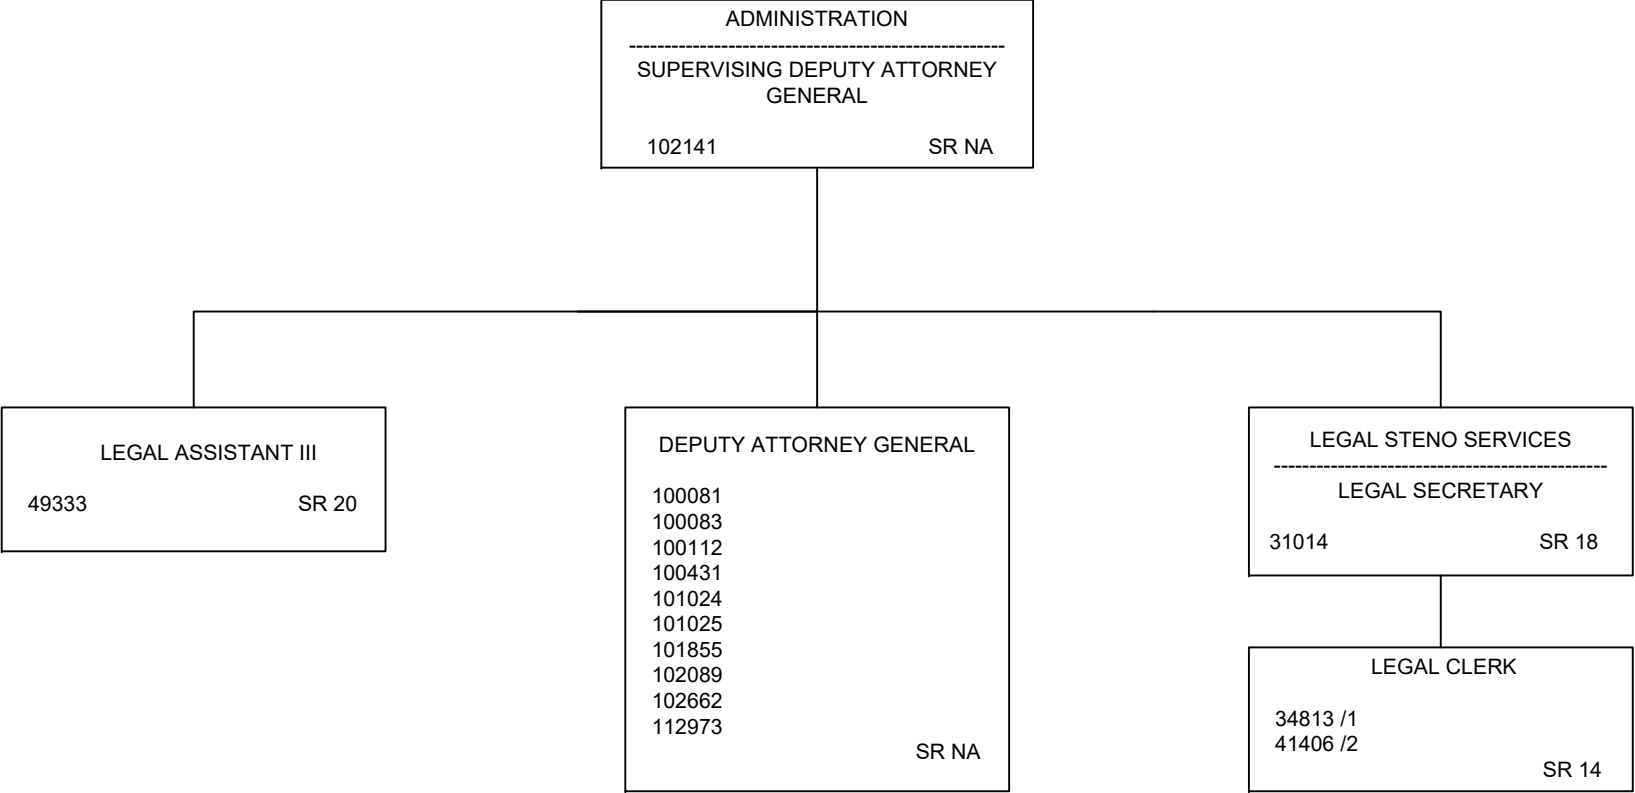 ADMINISTRATION
------------------------------------------------------
SUPERVISING DEPUTY ATTORNEY
GENERAL
102141 SR NA
LEGAL ASSISTANT III
49333 SR 20
DEPUTY ATTORNEY GENERAL
100081
100083
100112
100431
101024
101025
101855
102089
102662
112973
SR NA
LEGAL STENO SERVICES
------------------------------------------------
LEGAL SECRETARY
31014 SR 18
LEGAL CLERK
34813 /1
41406 /2
SR 14